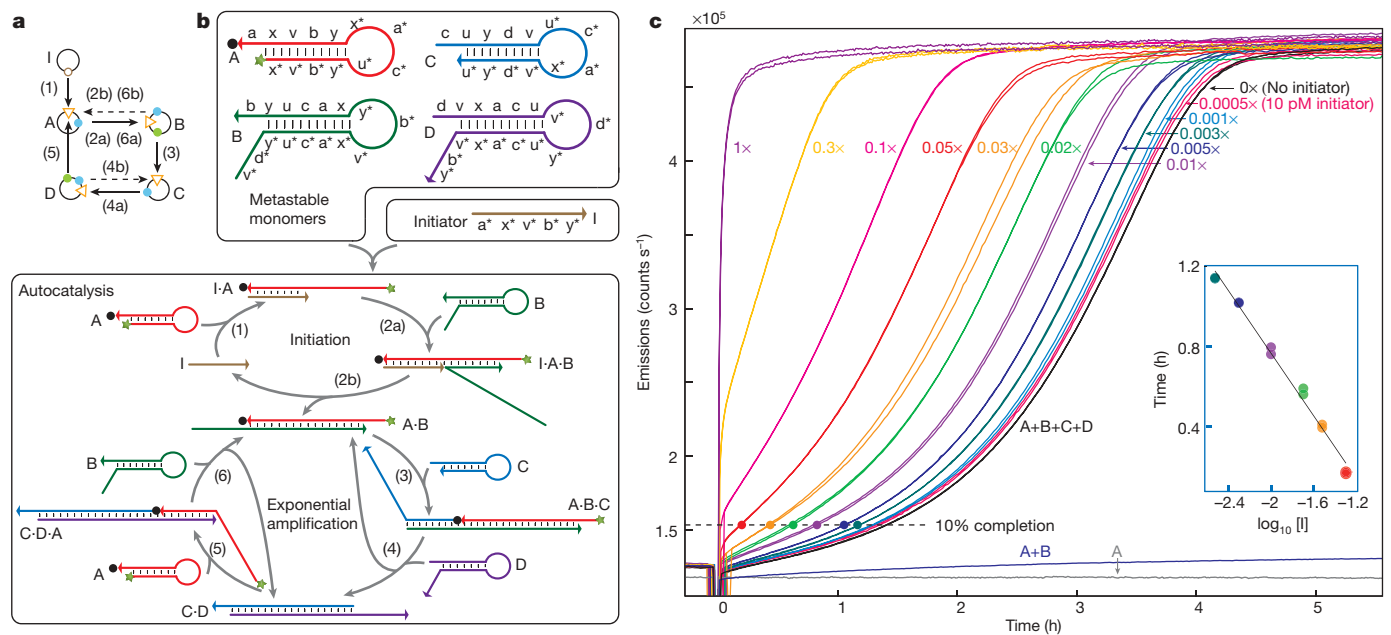 a
I
(1)
(2b) (6b)
A
B
(2a) (6a)
(5)
(3)
(4b)
D
C
(4a)
b
a x v b y x* a*
A
x* v* b* y* u* c*
c u y d v u* c*
C
u* y* d* v* x* a*
b y u c a x y* b*
B
y* u* c* a* x* v*
d*
v*
d v x a c u v* d*
D
v* x* a* c* u* y*
b*
y*
Metastable
monomers
Initiator I
a* x* v* b* y*
Autocatalysis
I·A
B
A
(1)
(2a)
Initiation
I
I·A·B
(2b)
A·B
B
(6)
(3)
C
Exponential
amplification
A·B·C
C·D·A
(5)
(4)
A
D
C·D
c
×10⁵
Emissions (counts s⁻¹)
4
3
2
1.5
0 1 2 3 4 5
Time (h)
1×
0.3×
0.1×
0.05×
0.03×
0.02×
0× (No initiator)
0.0005× (10 pM initiator)
0.001×
0.003×
0.005×
0.01×
A+B+C+D
10% completion
A+B
A
1.2
0.8
0.4
Time (h)
−2.4 −2 −1.6 −1.2
log₁₀ [I]